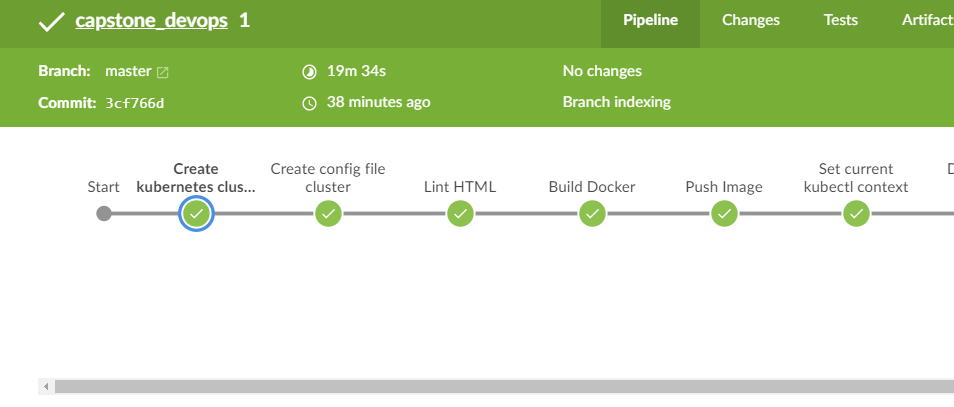 capstone_devops 1
Pipeline
Changes
Tests
Artifact
Branch: master
19m 34s
No changes
Commit: 3cf766d
38 minutes ago
Branch indexing
Start
Create
kubernetes clus...
Create config file
cluster
Lint HTML
Build Docker
Push Image
Set current
kubectl context
D